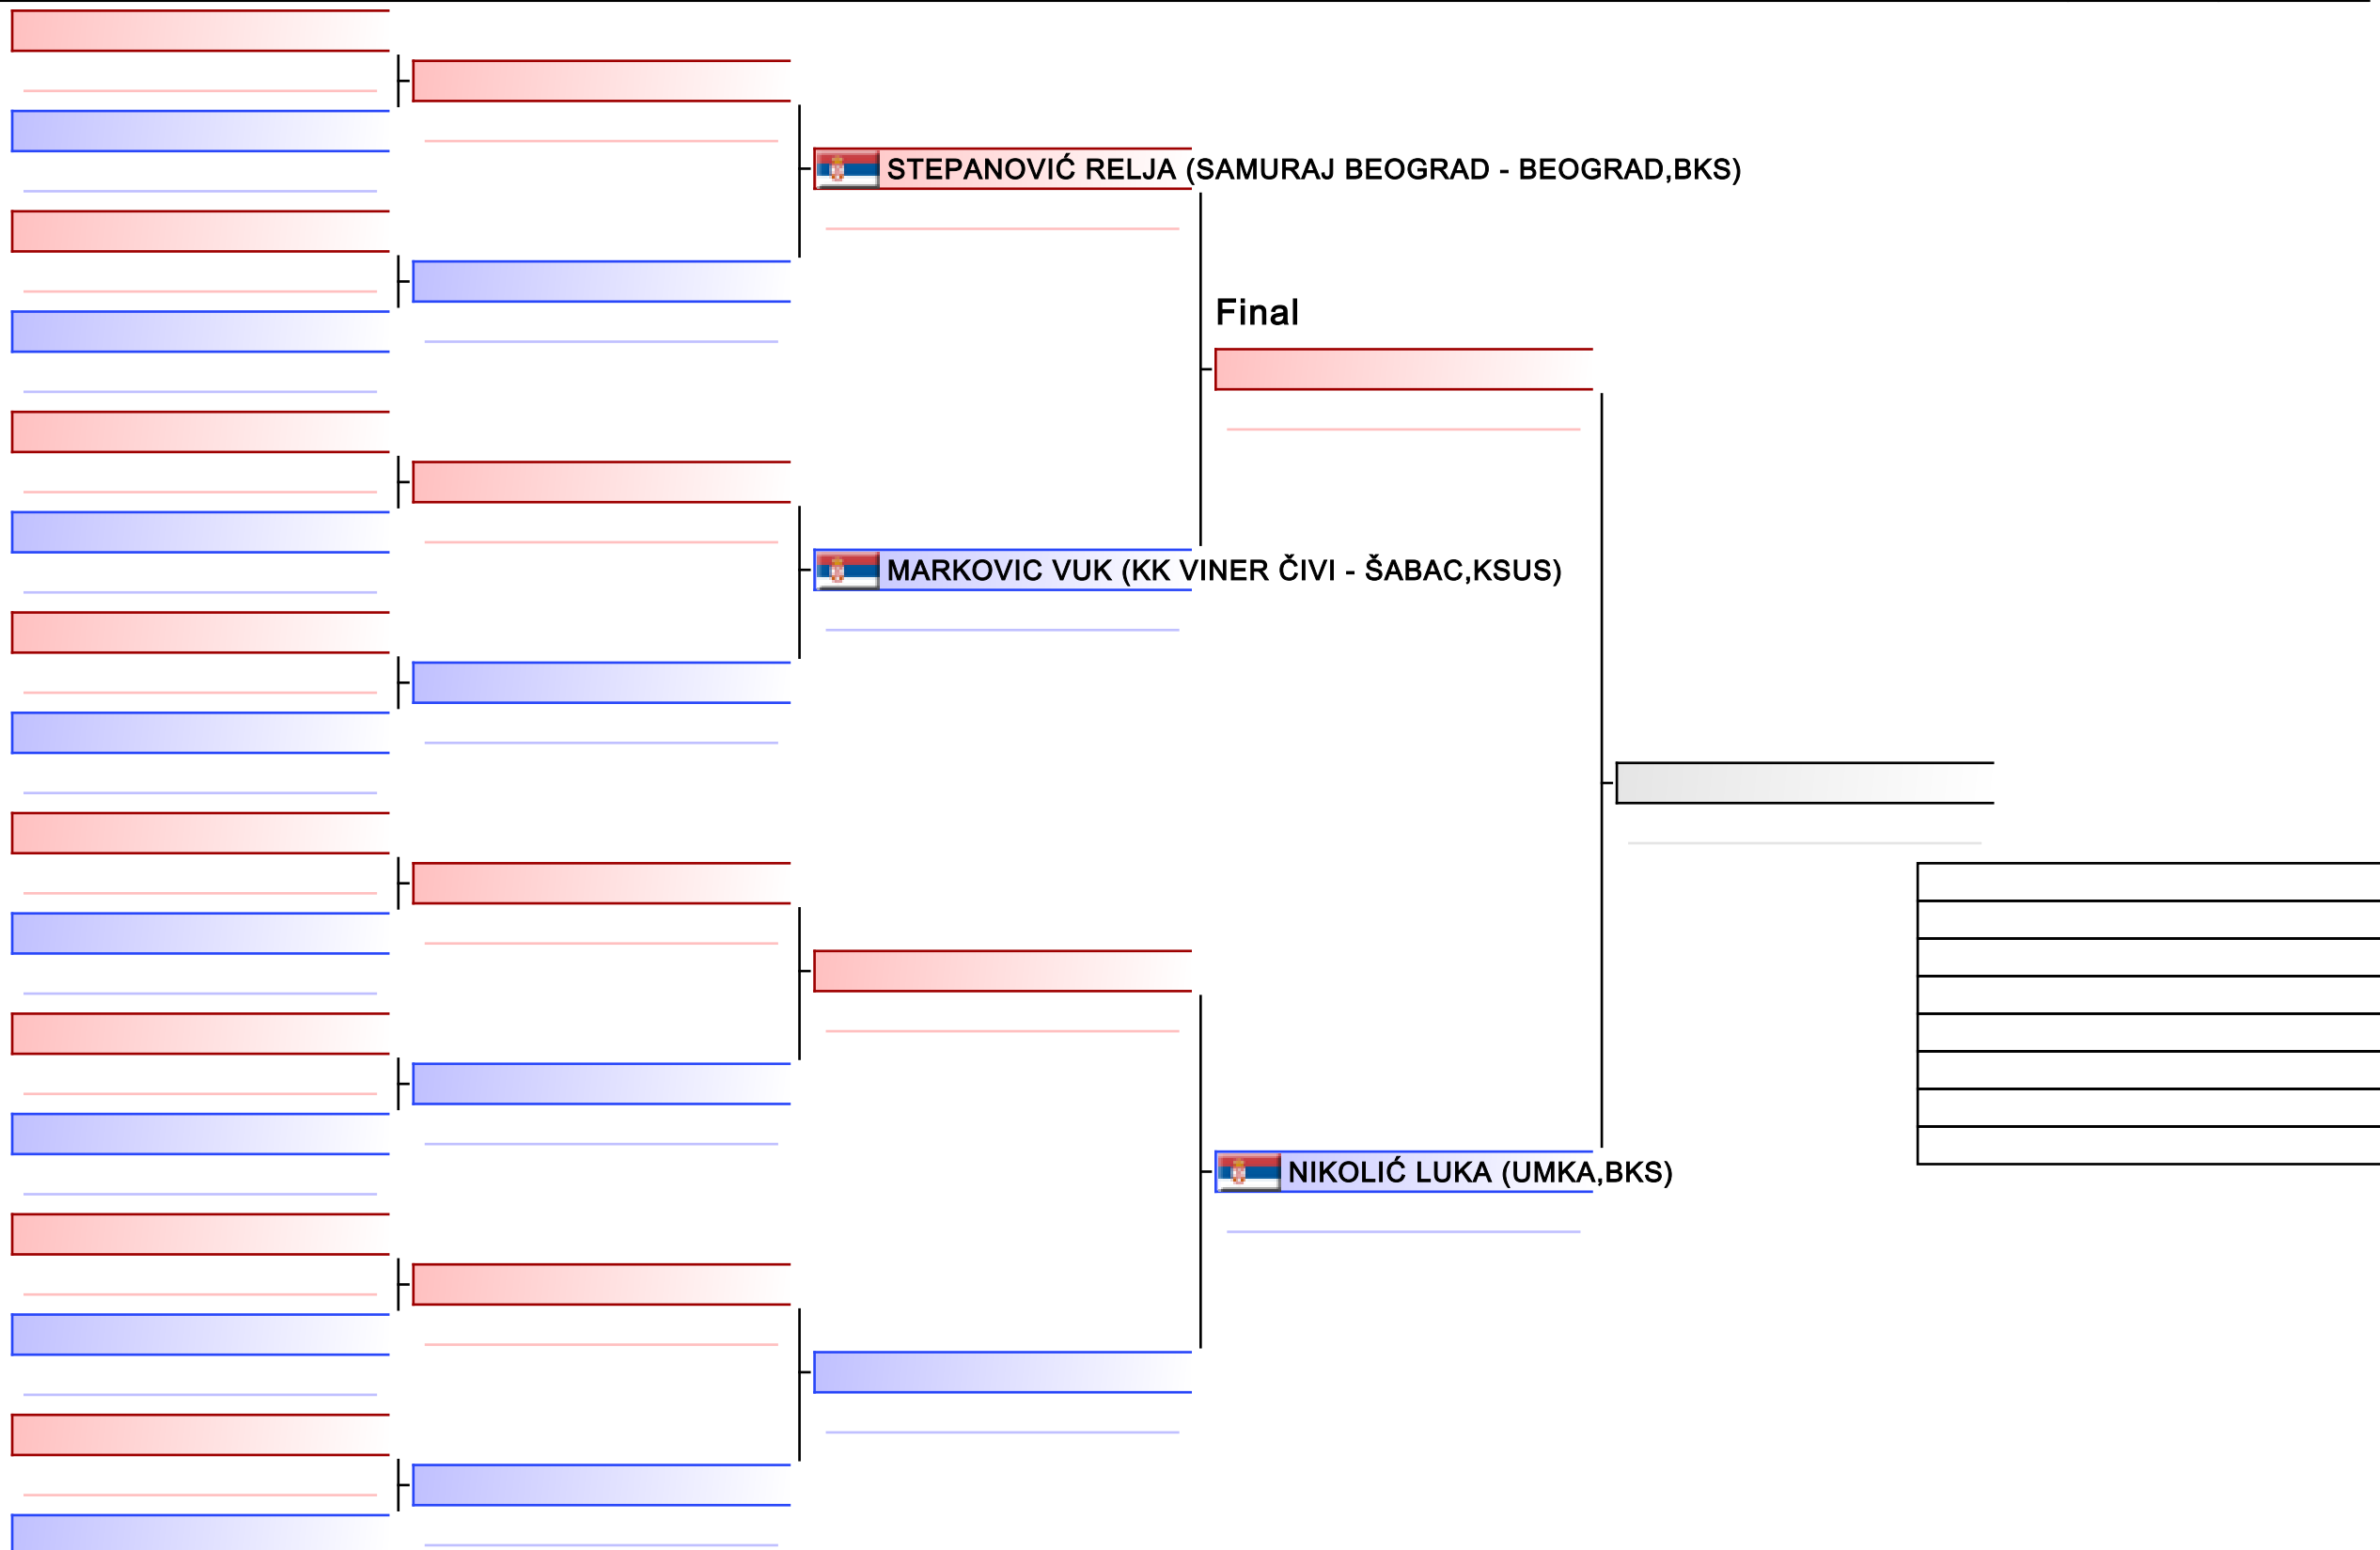 STEPANOVIĆ RELJA (SAMURAJ BEOGRAD - BEOGRAD,BKS)
Final
MARKOVIC VUK (KK VINER ČIVI - ŠABAC,KSUS)
NIKOLIĆ LUKA (UMKA,BKS)